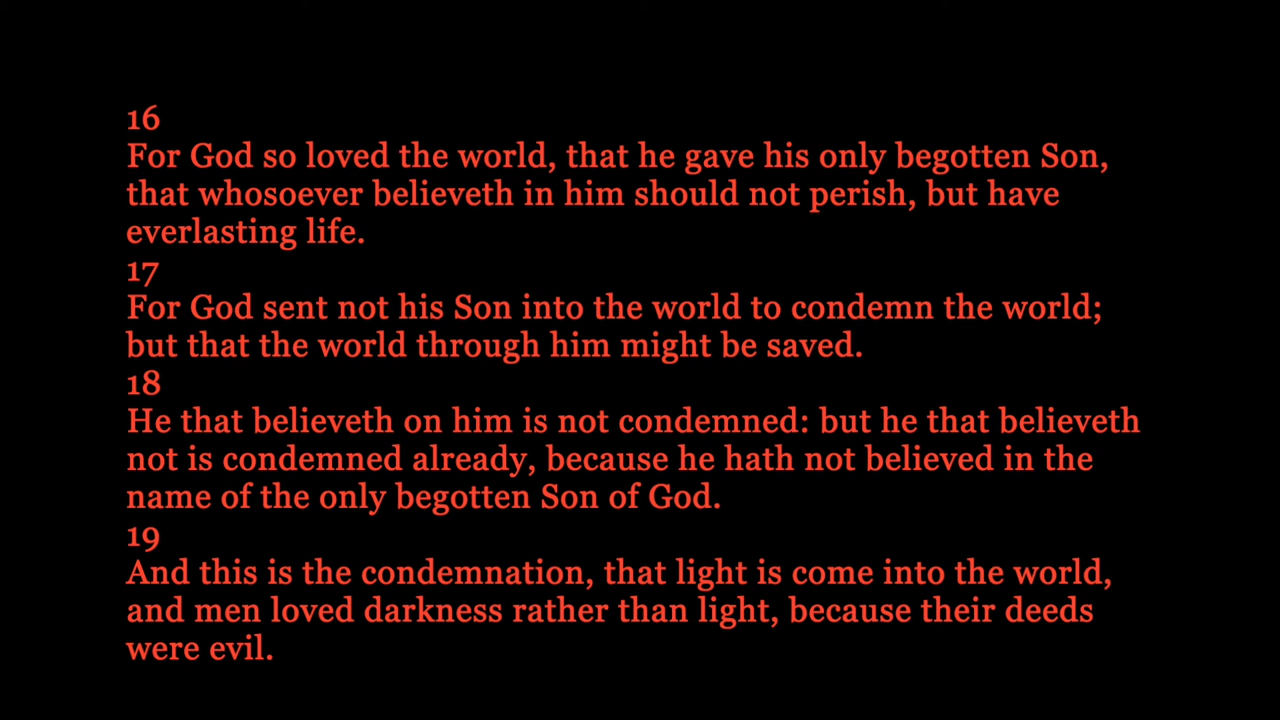 16
For God so loved the world, that he gave his only begotten Son,
that whosoever believeth in him should not perish, but have
everlasting life.
17
For God sent not his Son into the world to condemn the world;
but that the world through him might be saved.
18
He that believeth on him is not condemned: but he that believeth
not is condemned already, because he hath not believed in the
name of the only begotten Son of God.
19
And this is the condemnation, that light is come into the world,
and men loved darkness rather than light, because their deeds
were evil.